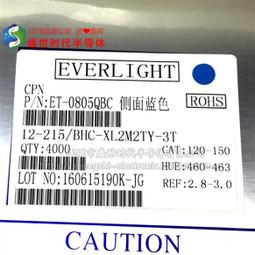 盛世时代半导体
EVERLIGHT
CPN
P/N:ET-0805QBC 侧面蓝色
ROHS
12-215/BHC-XL2M2TY-3T
QTY:4000
CAT:120-150
HUE:460-463
LOT NO:160615190K-JG
REF:2.8-3.0
CAUTION